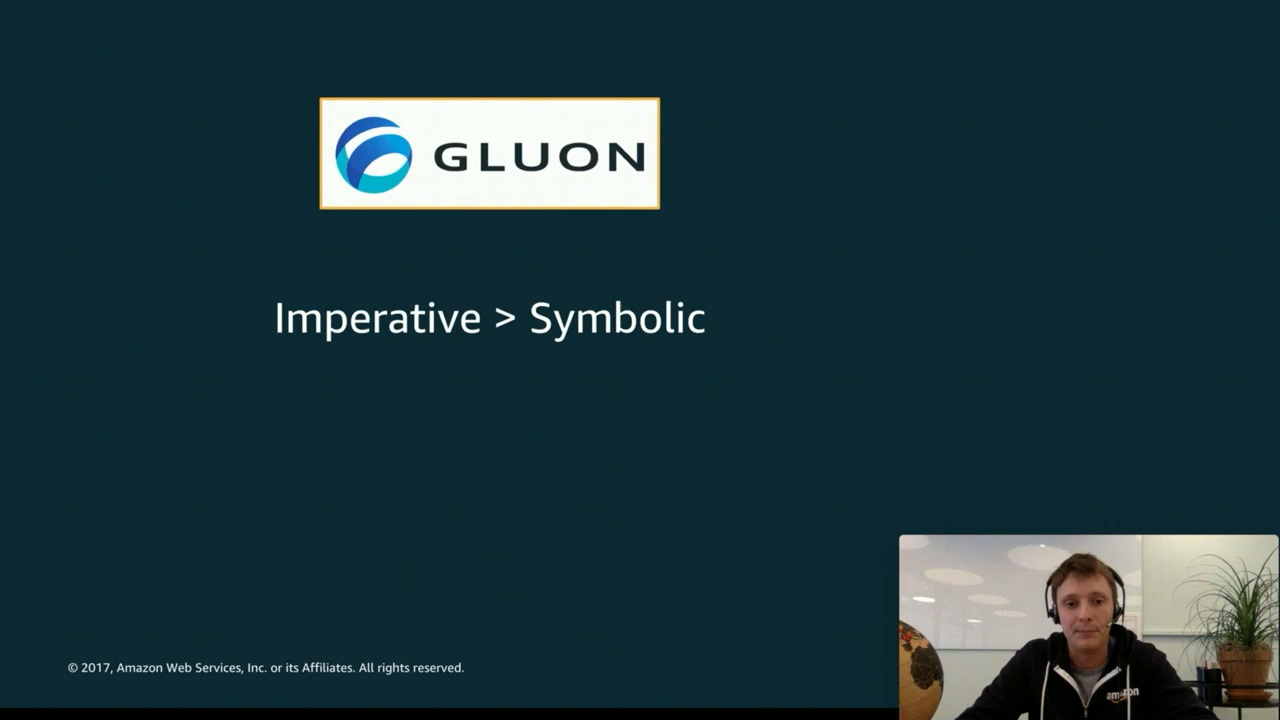 GLUON
Imperative > Symbolic
© 2017, Amazon Web Services, Inc. or its Affiliates. All rights reserved.
amazon